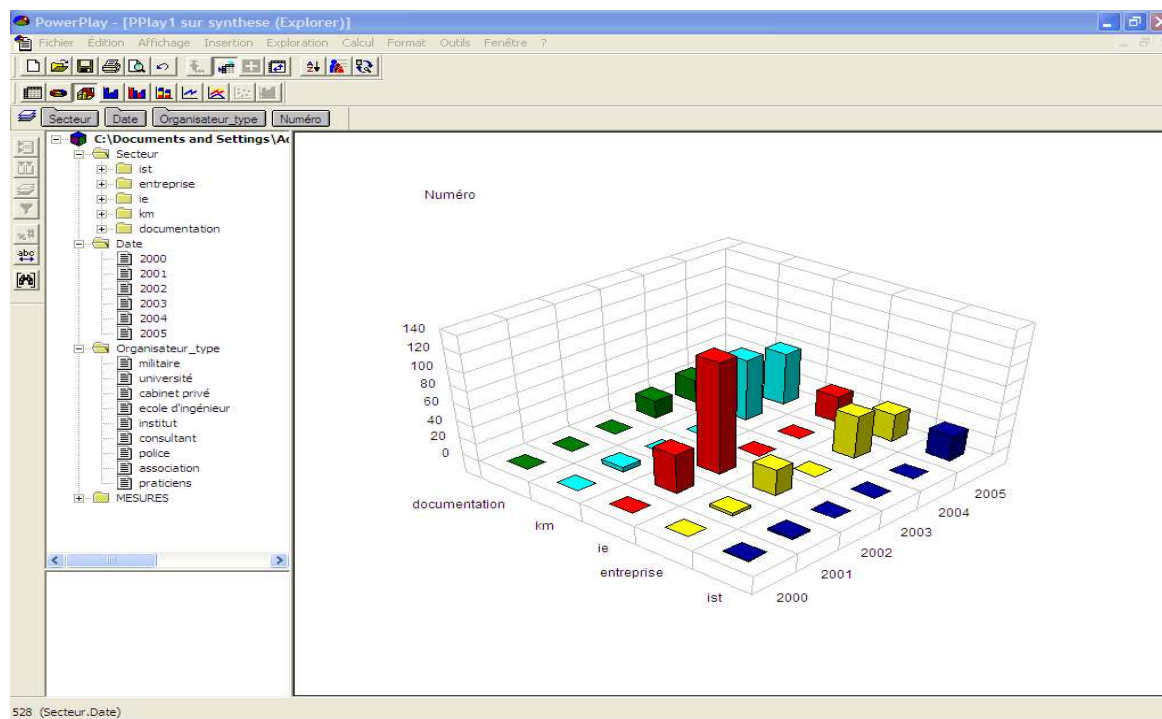 PowerPlay - [PPlay1 sur synthese (Explorer)]
Fichier Édition Affichage Insertion Exploration Calcul Format Outils Fenêtre ?
Secteur Date Organisateur_type Numéro
C:\Documents and Settings\Ac
Secteur
ist
entreprise
ie
km
documentation
Date
2000
2001
2002
2003
2004
2005
Organisateur_type
militaire
université
cabinet privé
ecole d'ingénieur
institut
consultant
police
association
praticiens
MESURES
abc
Numéro
140
120
100
80
60
40
20
0
documentation
km
ie
entreprise
ist
2000
2001
2002
2003
2004
2005
528 (Secteur.Date)